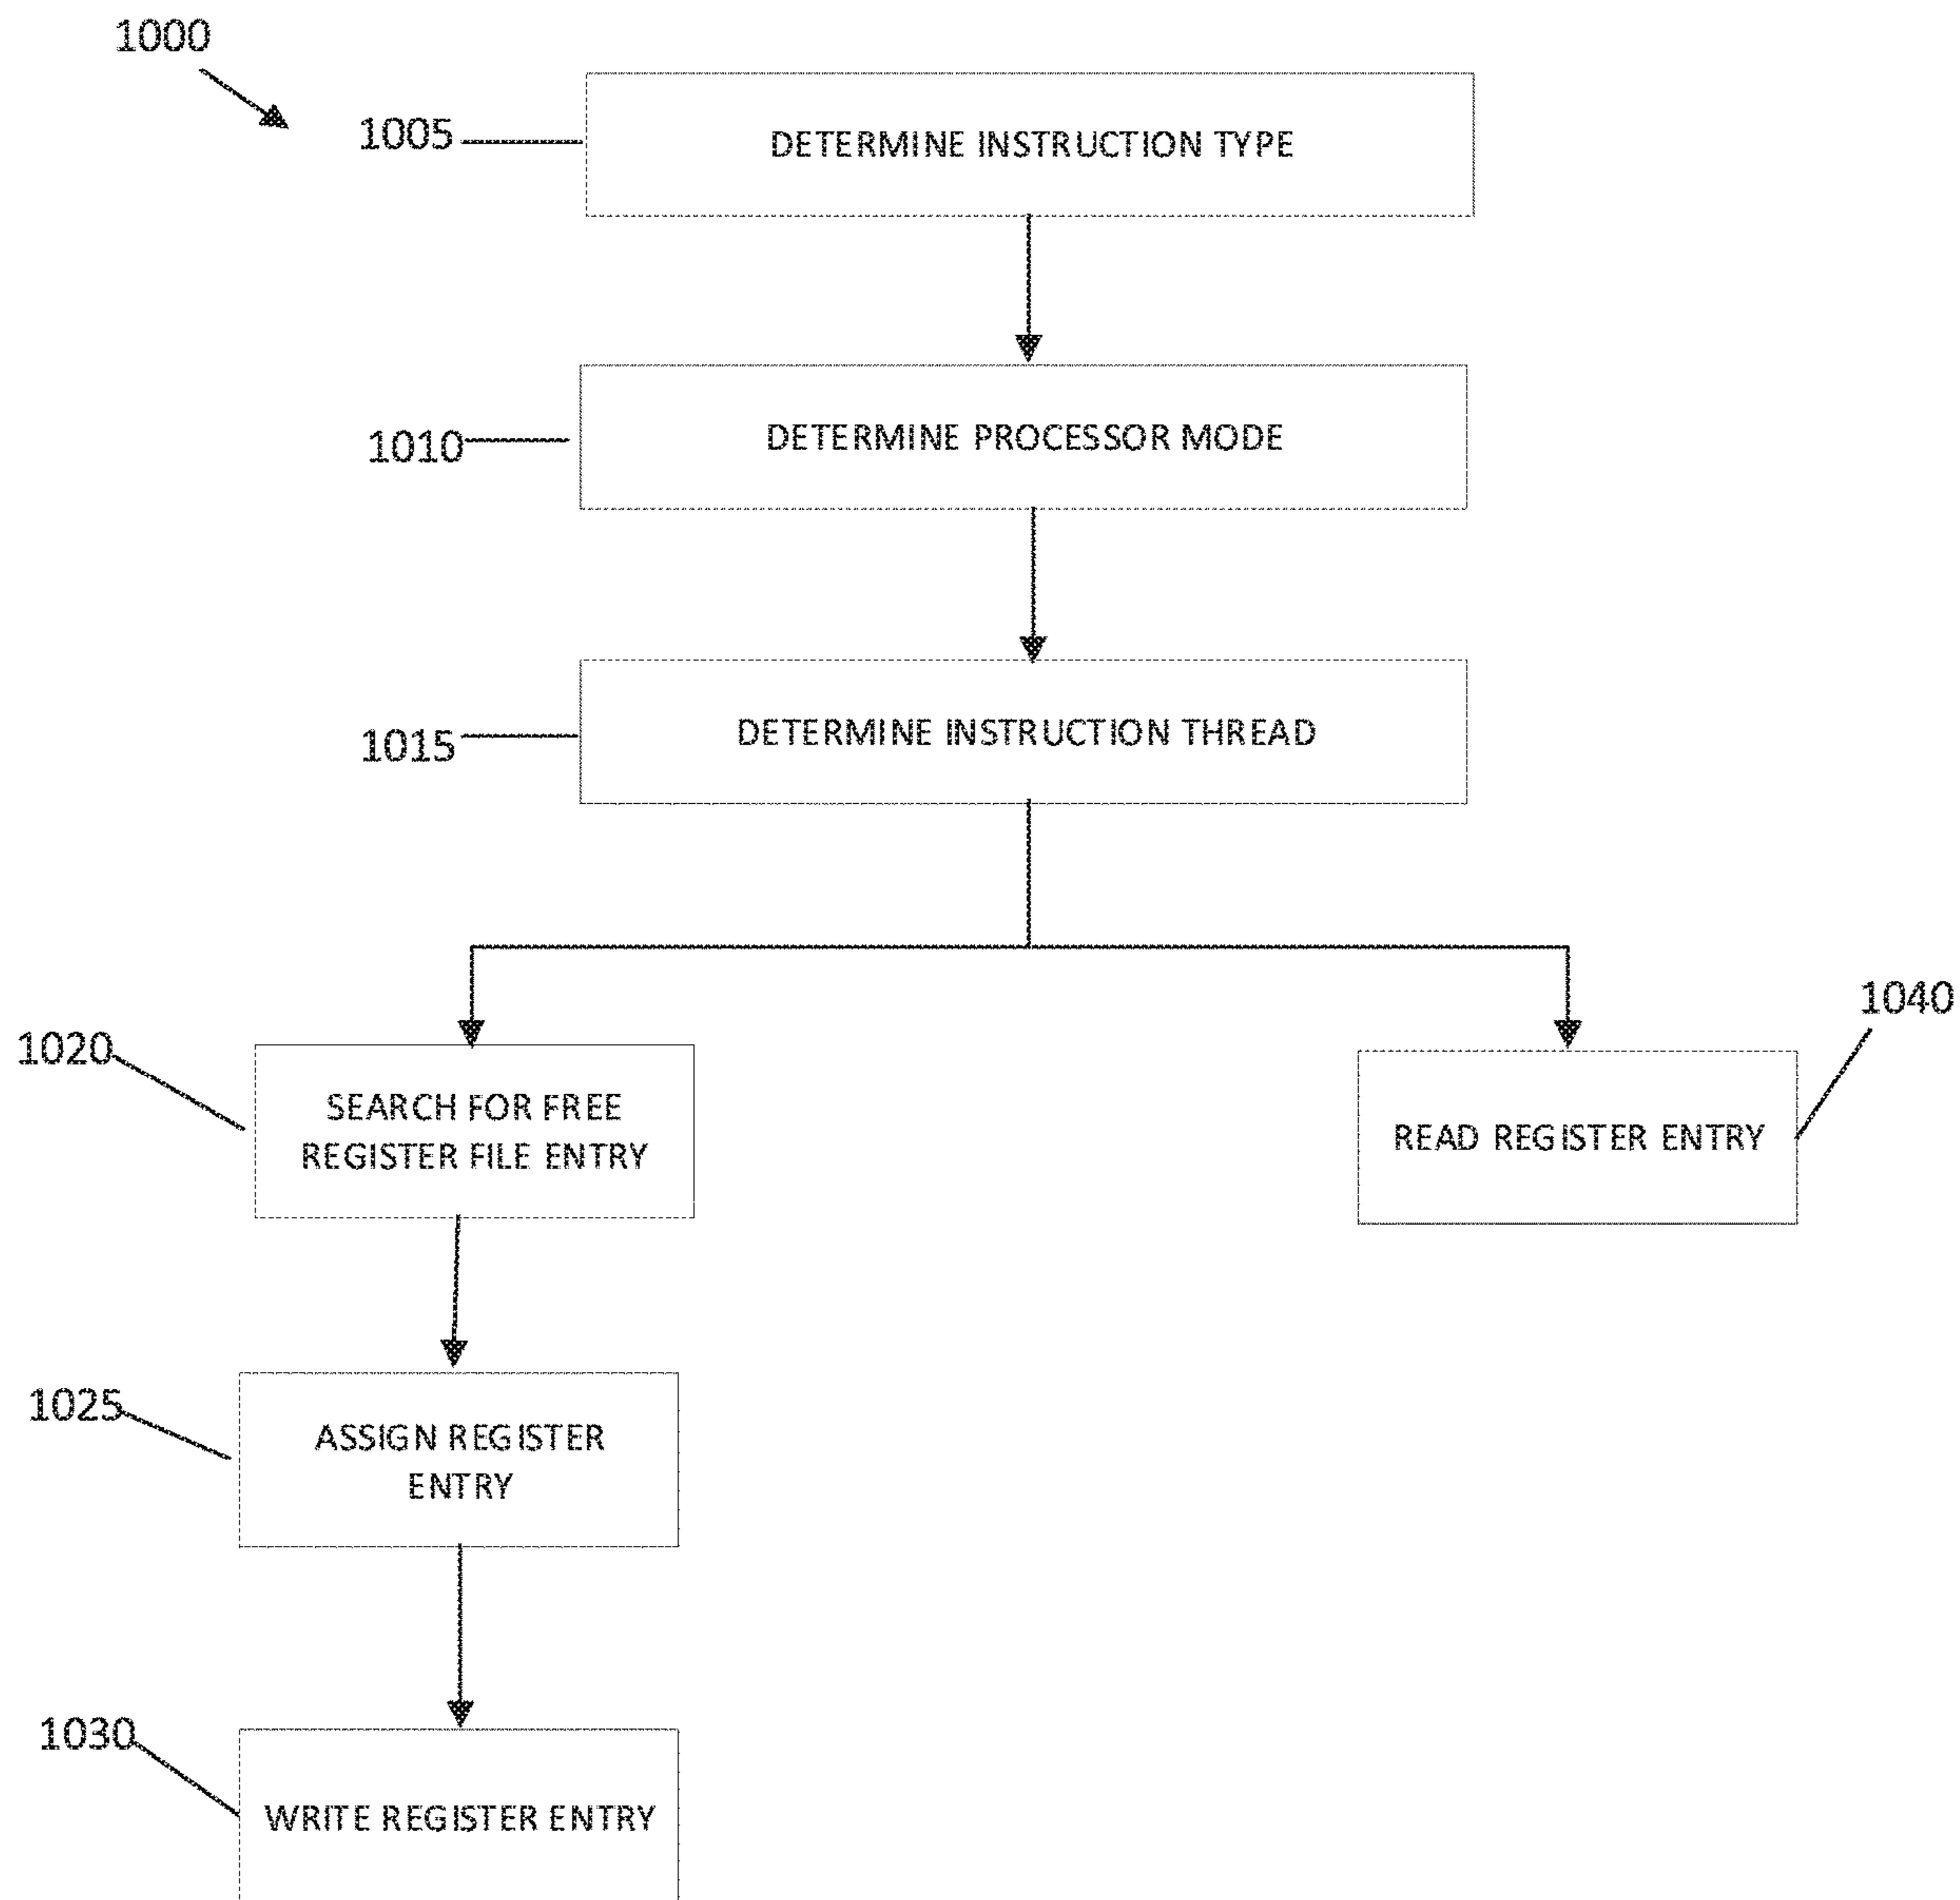 1000
1005
DETERMINE INSTRUCTION TYPE
1010
DETERMINE PROCESSOR MODE
1015
DETERMINE INSTRUCTION THREAD
1020
SEARCH FOR FREE
REGISTER FILE ENTRY
1040
READ REGISTER ENTRY
1025
ASSIGN REGISTER
ENTRY
1030
WRITE REGISTER ENTRY